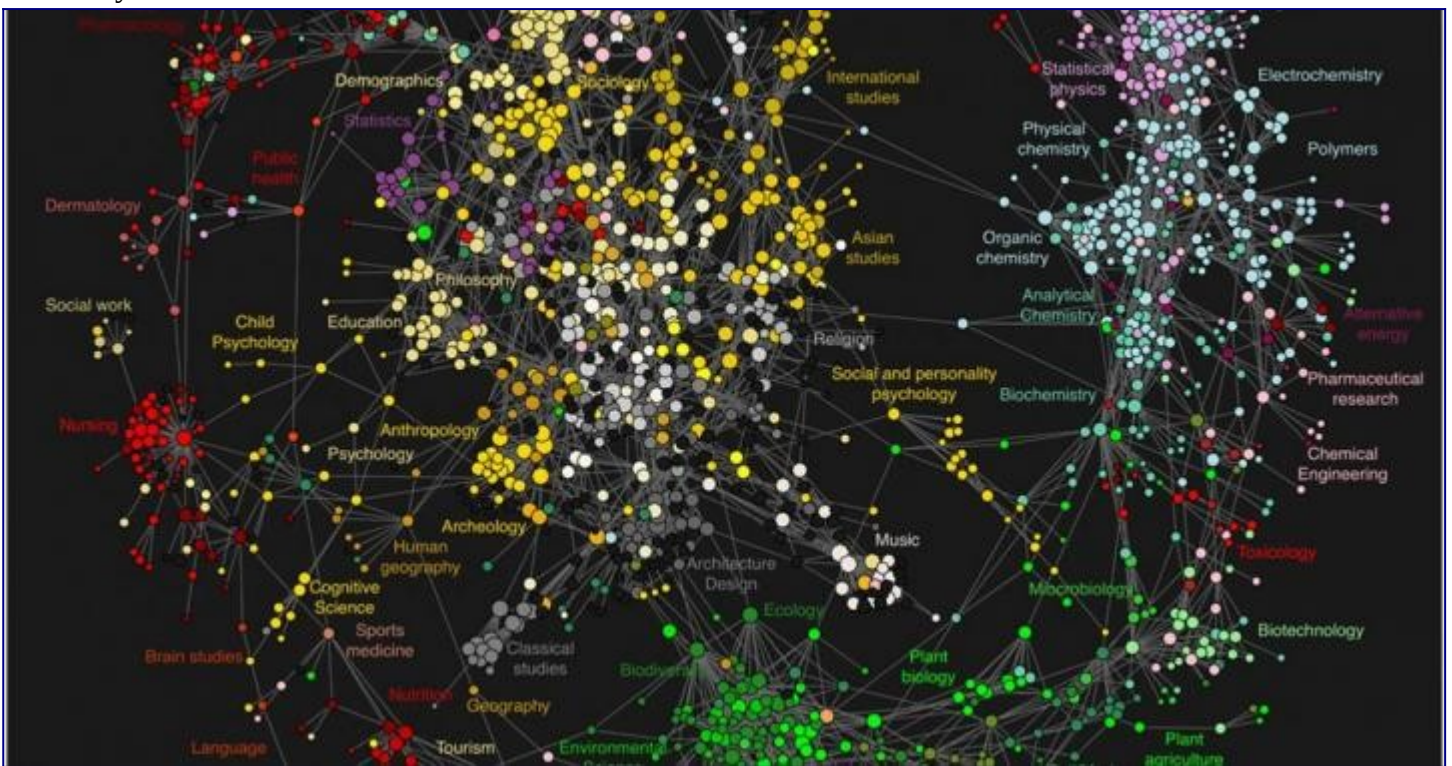 Pharmacology
Demographics
Sociology
International
studies
Statistical
physics
Electrochemistry
Statistics
Physical
chemistry
Polymers
Public
health
Dermatology
Asian
studies
Organic
chemistry
Philosophy
Social work
Child
Psychology
Education
Religion
Analytical
Chemistry
Alternative
energy
Social and personality
psychology
Biochemistry
Pharmaceutical
research
Nursing
Anthropology
Psychology
Chemical
Engineering
Archeology
Human
geography
Music
Toxicology
Architecture
Design
Cognitive
Science
Mibcrobiology
Ecology
Sports
medicine
Brain studies
Classical
studies
Biotechnology
Biodiversity
Plant
biology
Nutrition
Geography
Language
Tourism
Environmental
Plant
agriculture